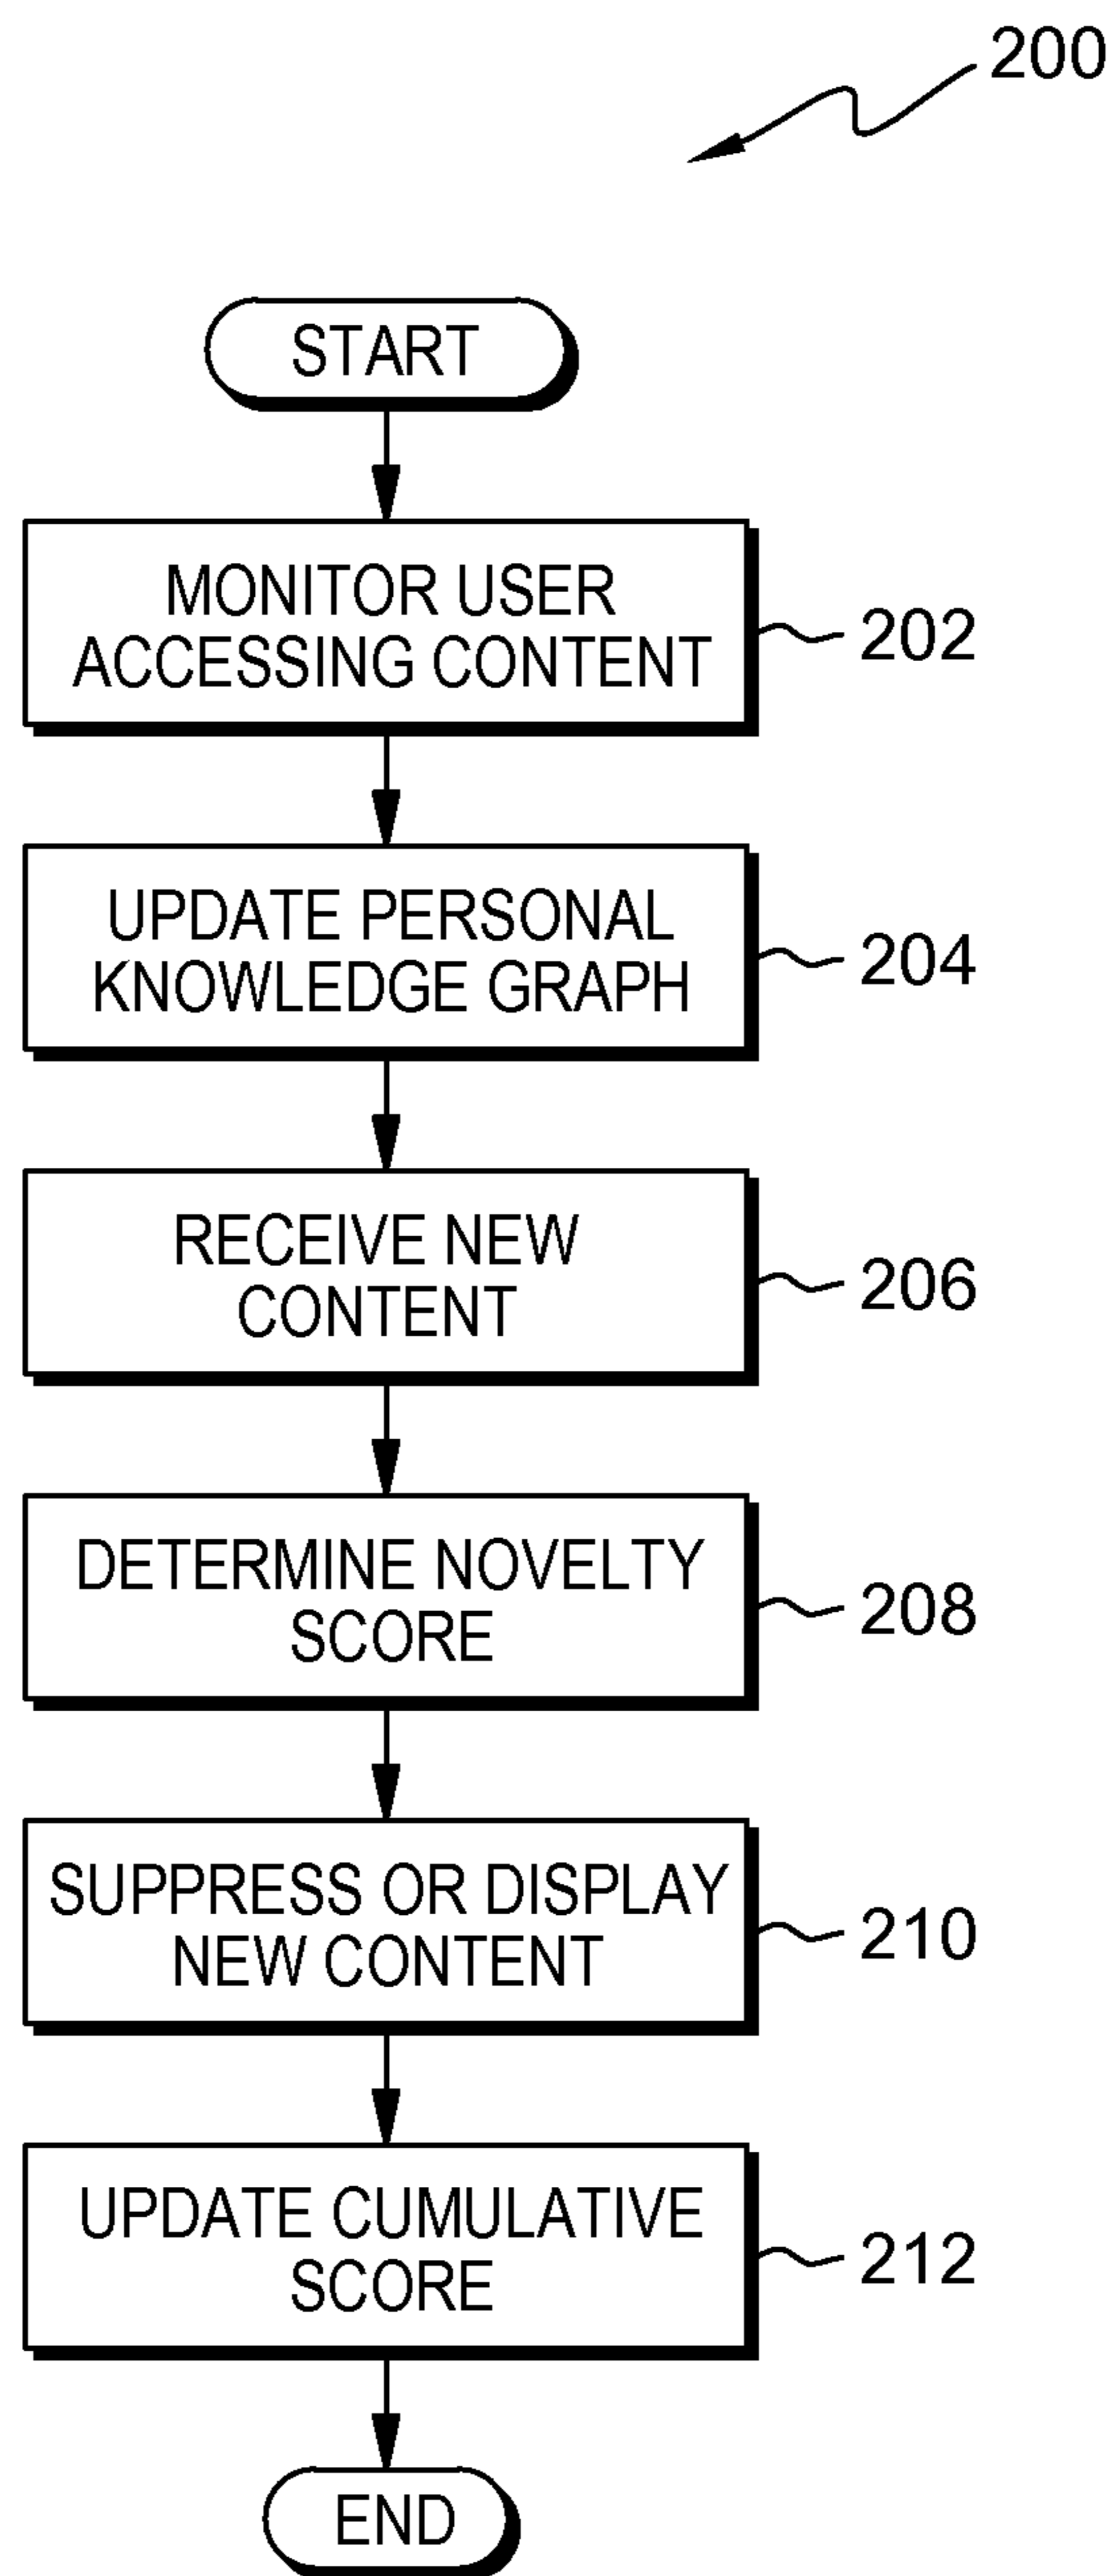 200
START
MONITOR USER
ACCESSING CONTENT
202
UPDATE PERSONAL
KNOWLEDGE GRAPH
204
RECEIVE NEW
CONTENT
206
DETERMINE NOVELTY
SCORE
208
SUPPRESS OR DISPLAY
NEW CONTENT
210
UPDATE CUMULATIVE
SCORE
212
END